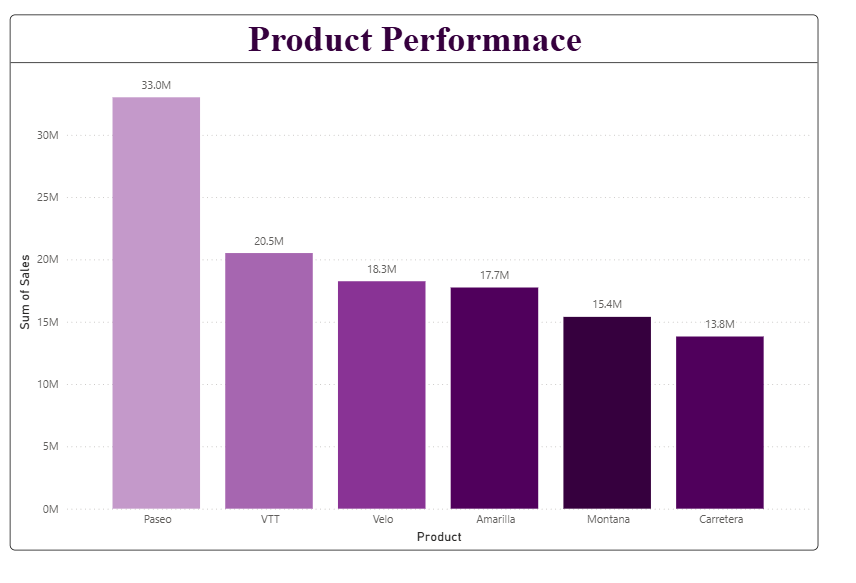 Product Performnace
33.0M
30M
25M
20.5M
20M
18.3M
17.7M
15.4M
15M
13.8M
10M
5M
0M
Sum of Sales
Paseo VTT Velo Amarilla Montana Carretera
Product